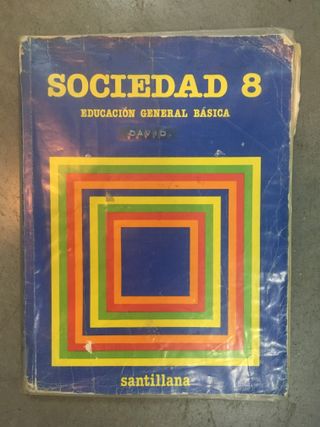 SOCIEDAD 8
EDUCACIÓN GENERAL BÁSICA
DAVID
santillana